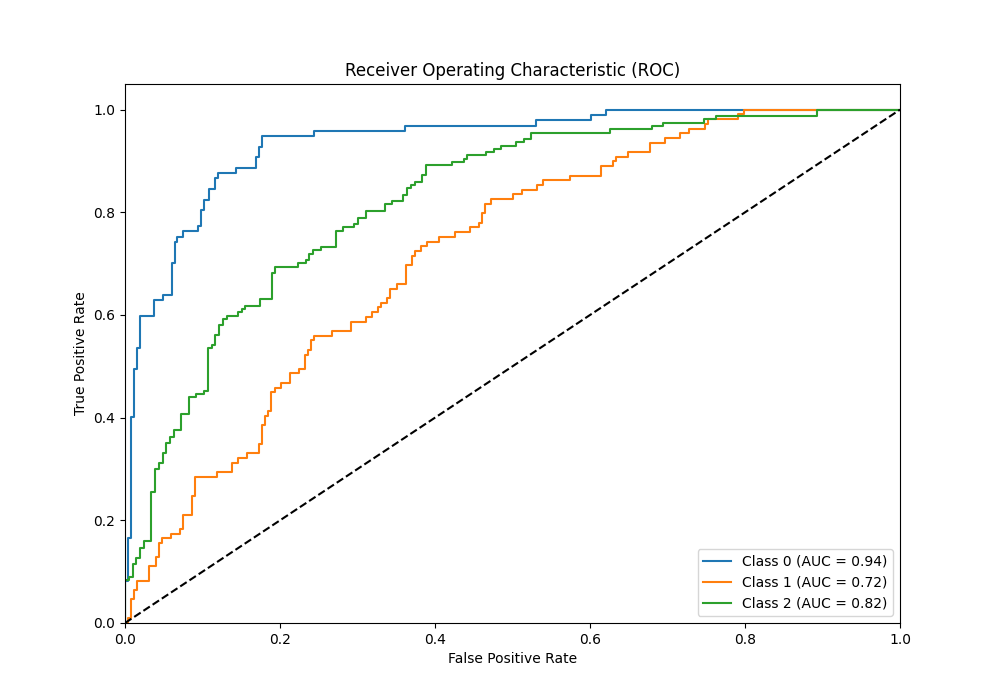 Receiver Operating Characteristic (ROC)
True Positive Rate
1.0
0.8
0.6
0.4
0.2
0.0
0.0 0.2 0.4 0.6 0.8 1.0
False Positive Rate
Class 0 (AUC = 0.94)
Class 1 (AUC = 0.72)
Class 2 (AUC = 0.82)